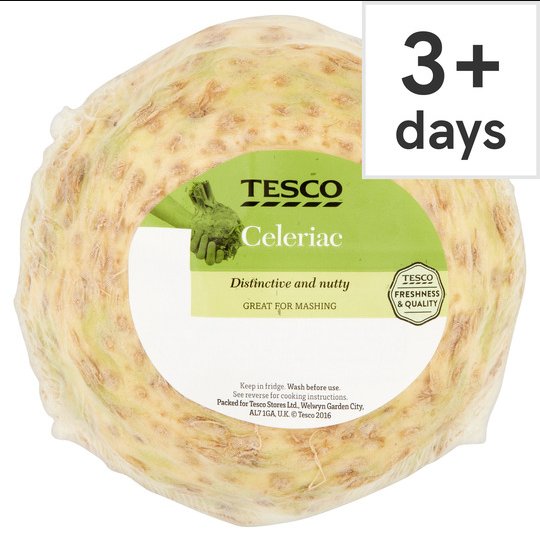 3+
days
TESCO
Celeriac
Distinctive and nutty
GREAT FOR MASHING
TESCO
FRESHNESS
& QUALITY
Keep in fridge. Wash before use.
See reverse for cooking instructions.
Packed for Tesco Stores Ltd., Welwyn Garden City,
AL7 1GA, U.K. © Tesco 2016